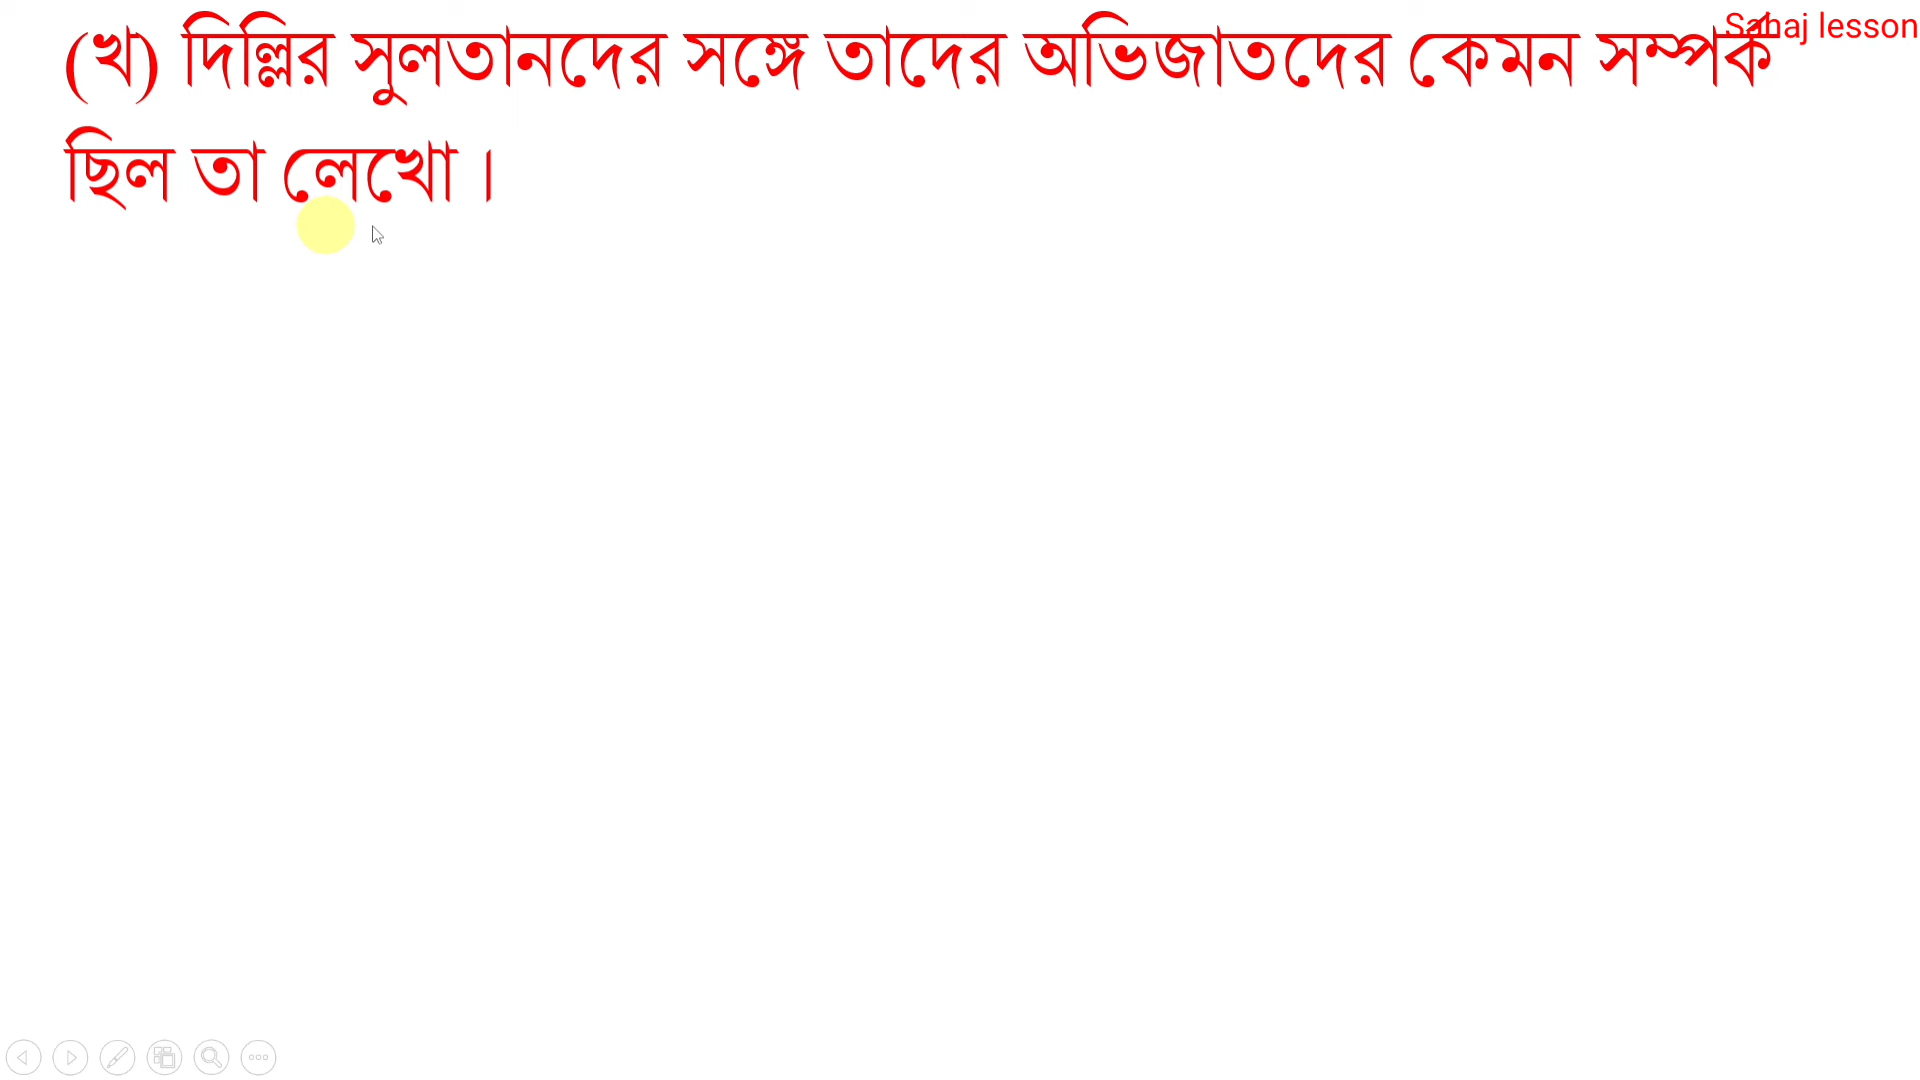 Sahaj lesson
(খ) দিল্লির সুলতানদের সঙ্গে তাদের অভিজাতদের কেমন সম্পর্ক
ছিল তা লেখো ।